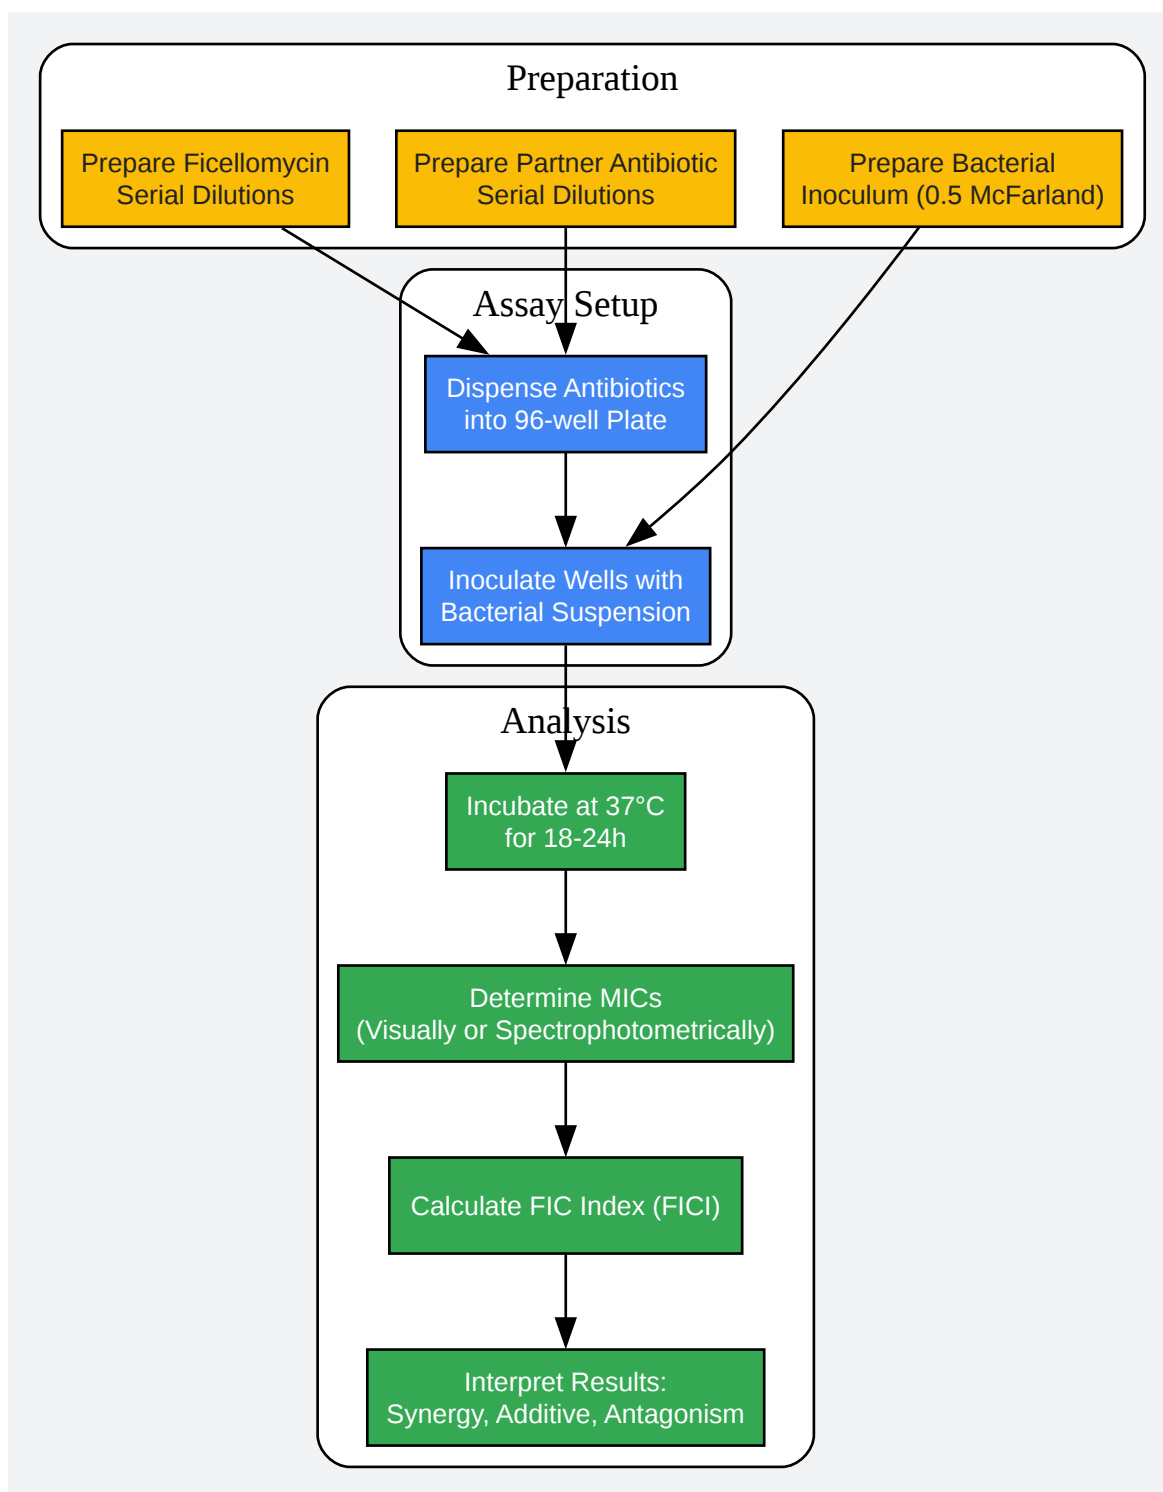 Preparation
Prepare Ficellomycin
Serial Dilutions
Prepare Partner Antibiotic
Serial Dilutions
Prepare Bacterial
Inoculum (0.5 McFarland)
Assay Setup
Dispense Antibiotics
into 96-well Plate
Inoculate Wells with
Bacterial Suspension
Analysis
Incubate at 37°C
for 18-24h
Determine MICs
(Visually or Spectrophotometrically)
Calculate FIC Index (FICI)
Interpret Results:
Synergy, Additive, Antagonism